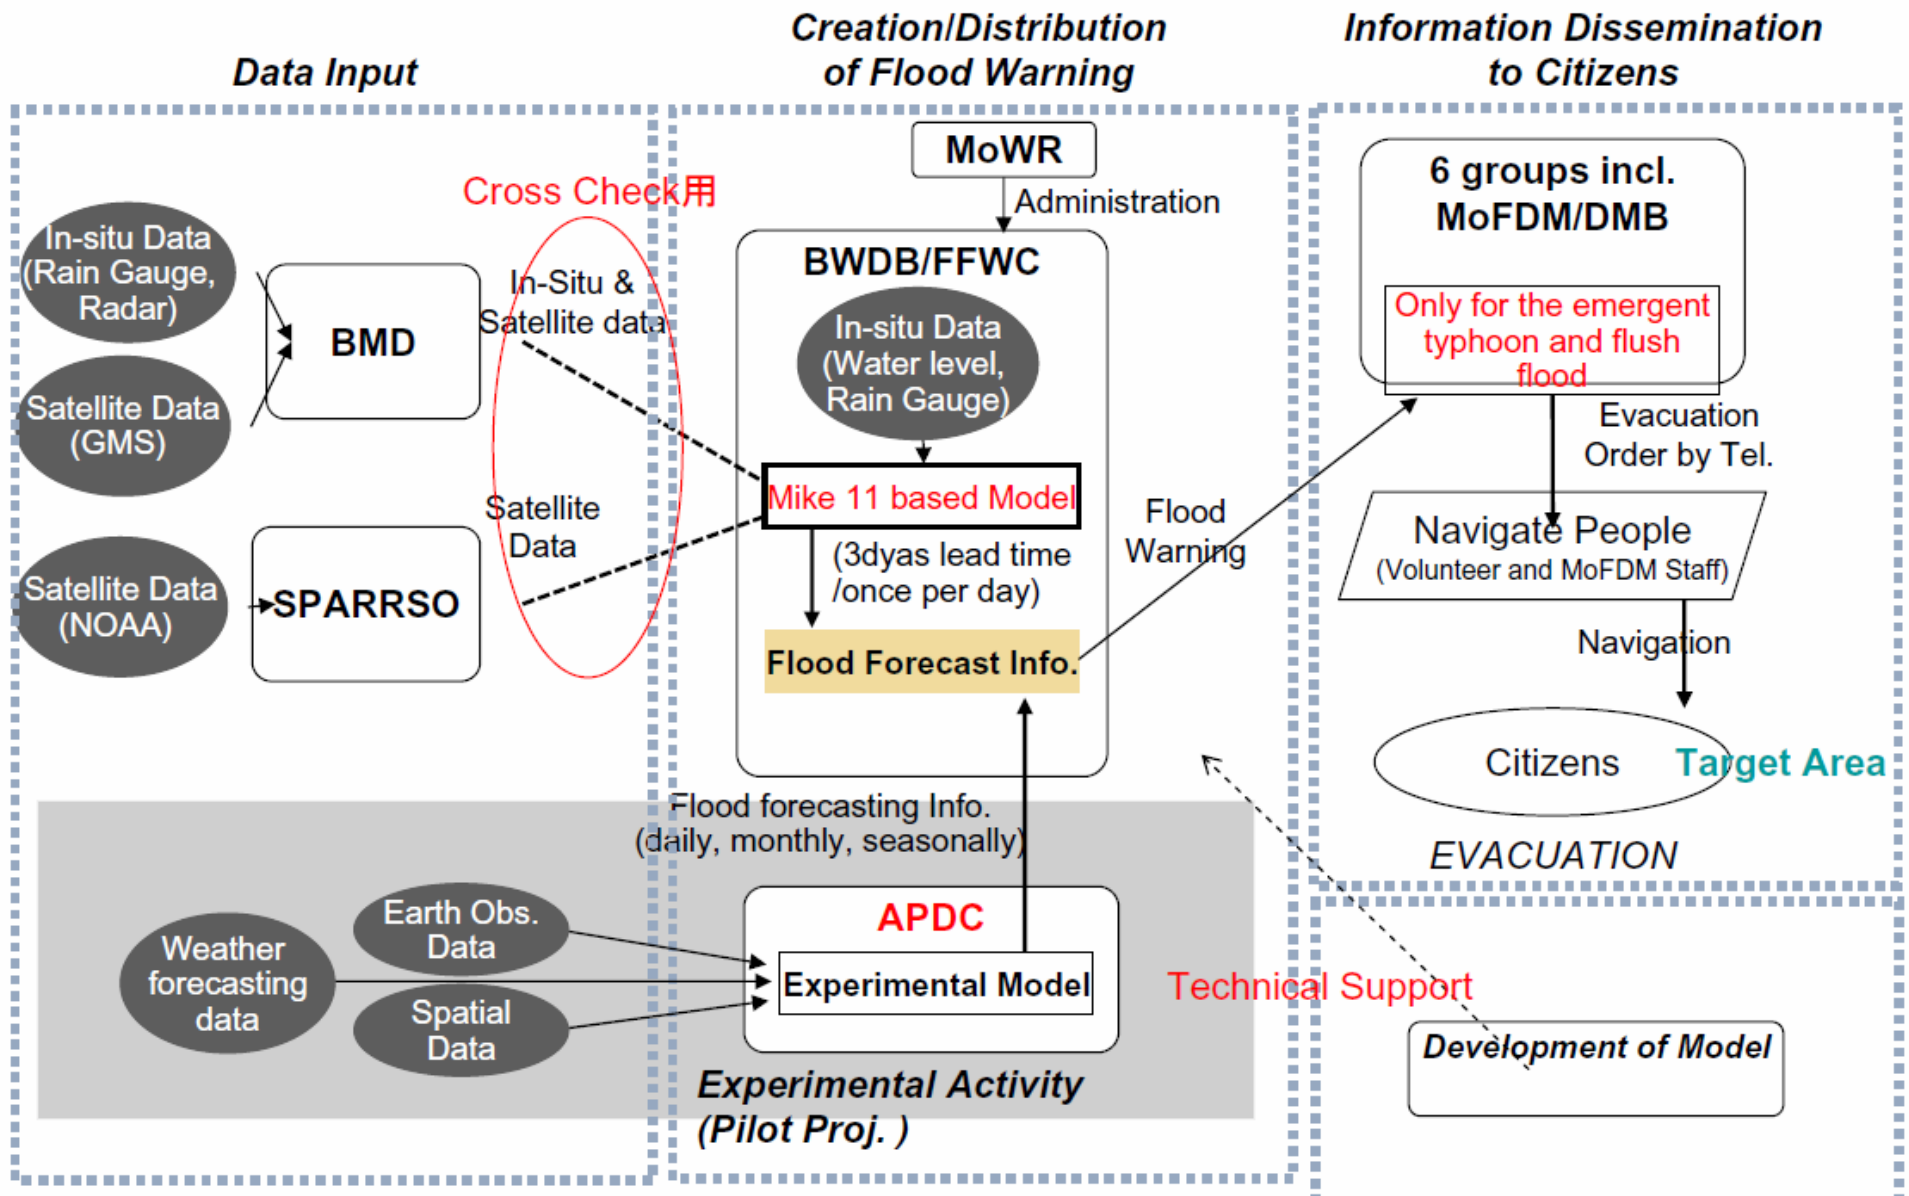 Data Input
Creation/Distribution
of Flood Warning
Information Dissemination
to Citizens
In-situ Data
(Rain Gauge,
Radar)
Satellite Data
(GMS)
BMD
Satellite Data
(NOAA)
SPARRSO
Cross Check用
In-Situ &
Satellite data
Satellite
Data
MoWR
Administration
BWDB/FFWC
In-situ Data
(Water level,
Rain Gauge)
Mike 11 based Model
(3dyas lead time
/once per day)
Flood Forecast Info.
Flood
Warning
6 groups incl.
MoFDM/DMB
Only for the emergent
typhoon and flush
flood
Evacuation
Order by Tel.
Navigate People
(Volunteer and MoFDM Staff)
Navigation
Citizens
Target Area
EVACUATION
Flood forecasting Info.
(daily, monthly, seasonally)
Weather
forecasting
data
Earth Obs.
Data
Spatial
Data
APDC
Experimental Model
Experimental Activity
(Pilot Proj. )
Technical Support
Development of Model